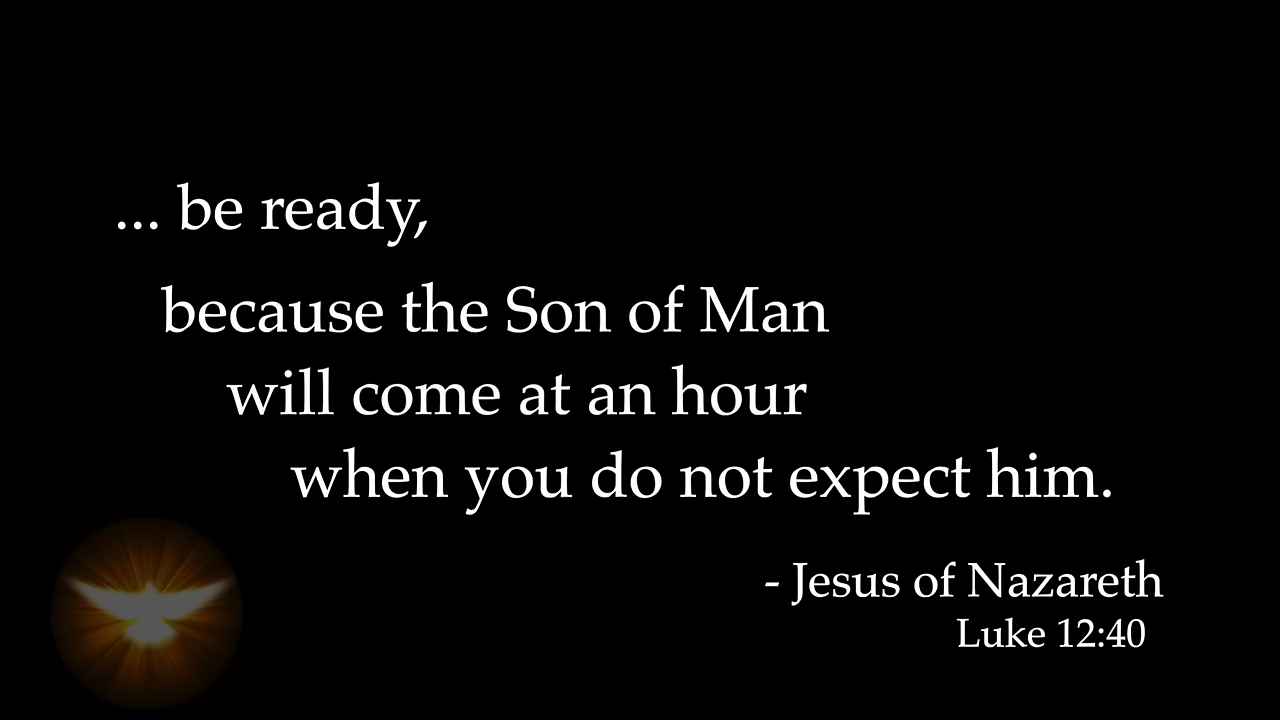 ... be ready,
because the Son of Man
will come at an hour
when you do not expect him.
- Jesus of Nazareth
Luke 12:40